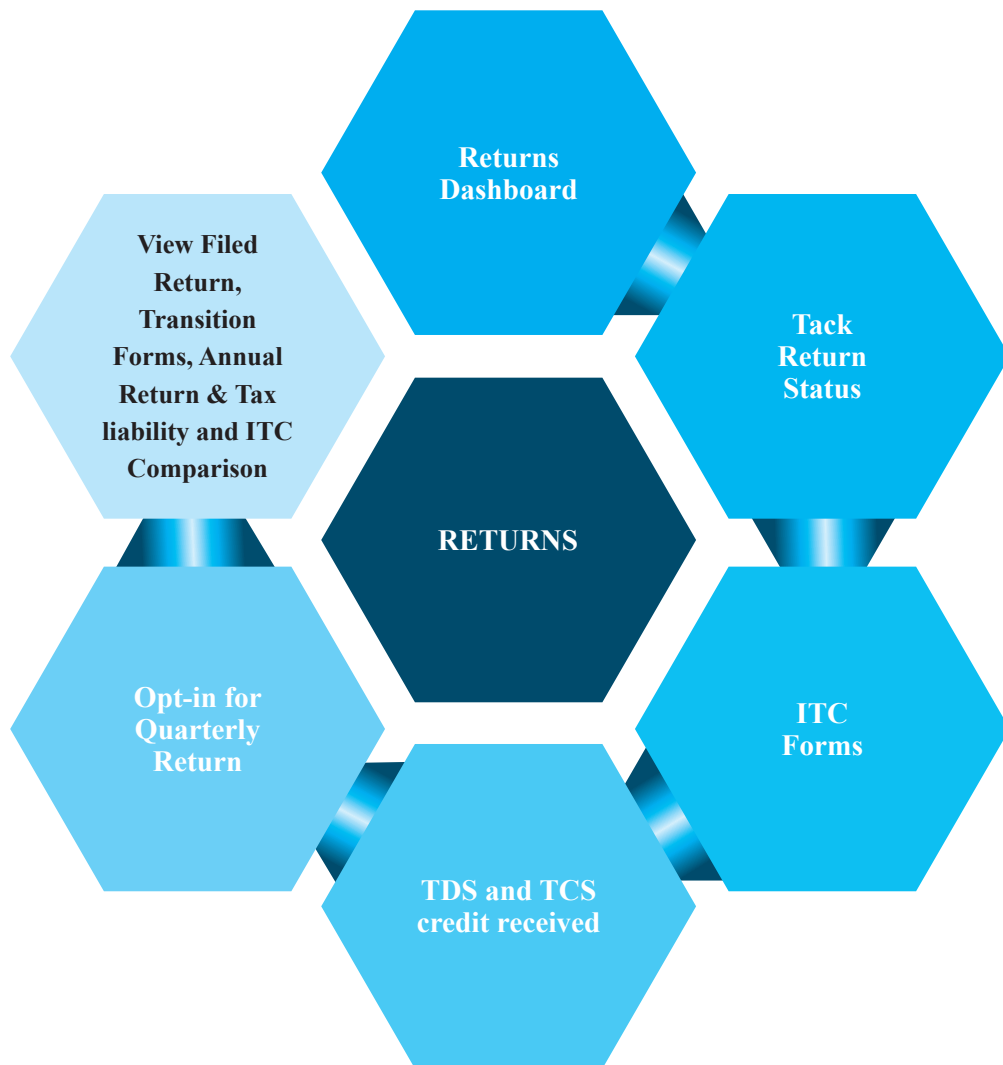 Returns
Dashboard
Tack
Return
Status
ITC
Forms
TDS and TCS
credit received
Opt-in for
Quarterly
Return
View Filed
Return,
Transition
Forms, Annual
Return & Tax
liability and ITC
Comparison
RETURNS